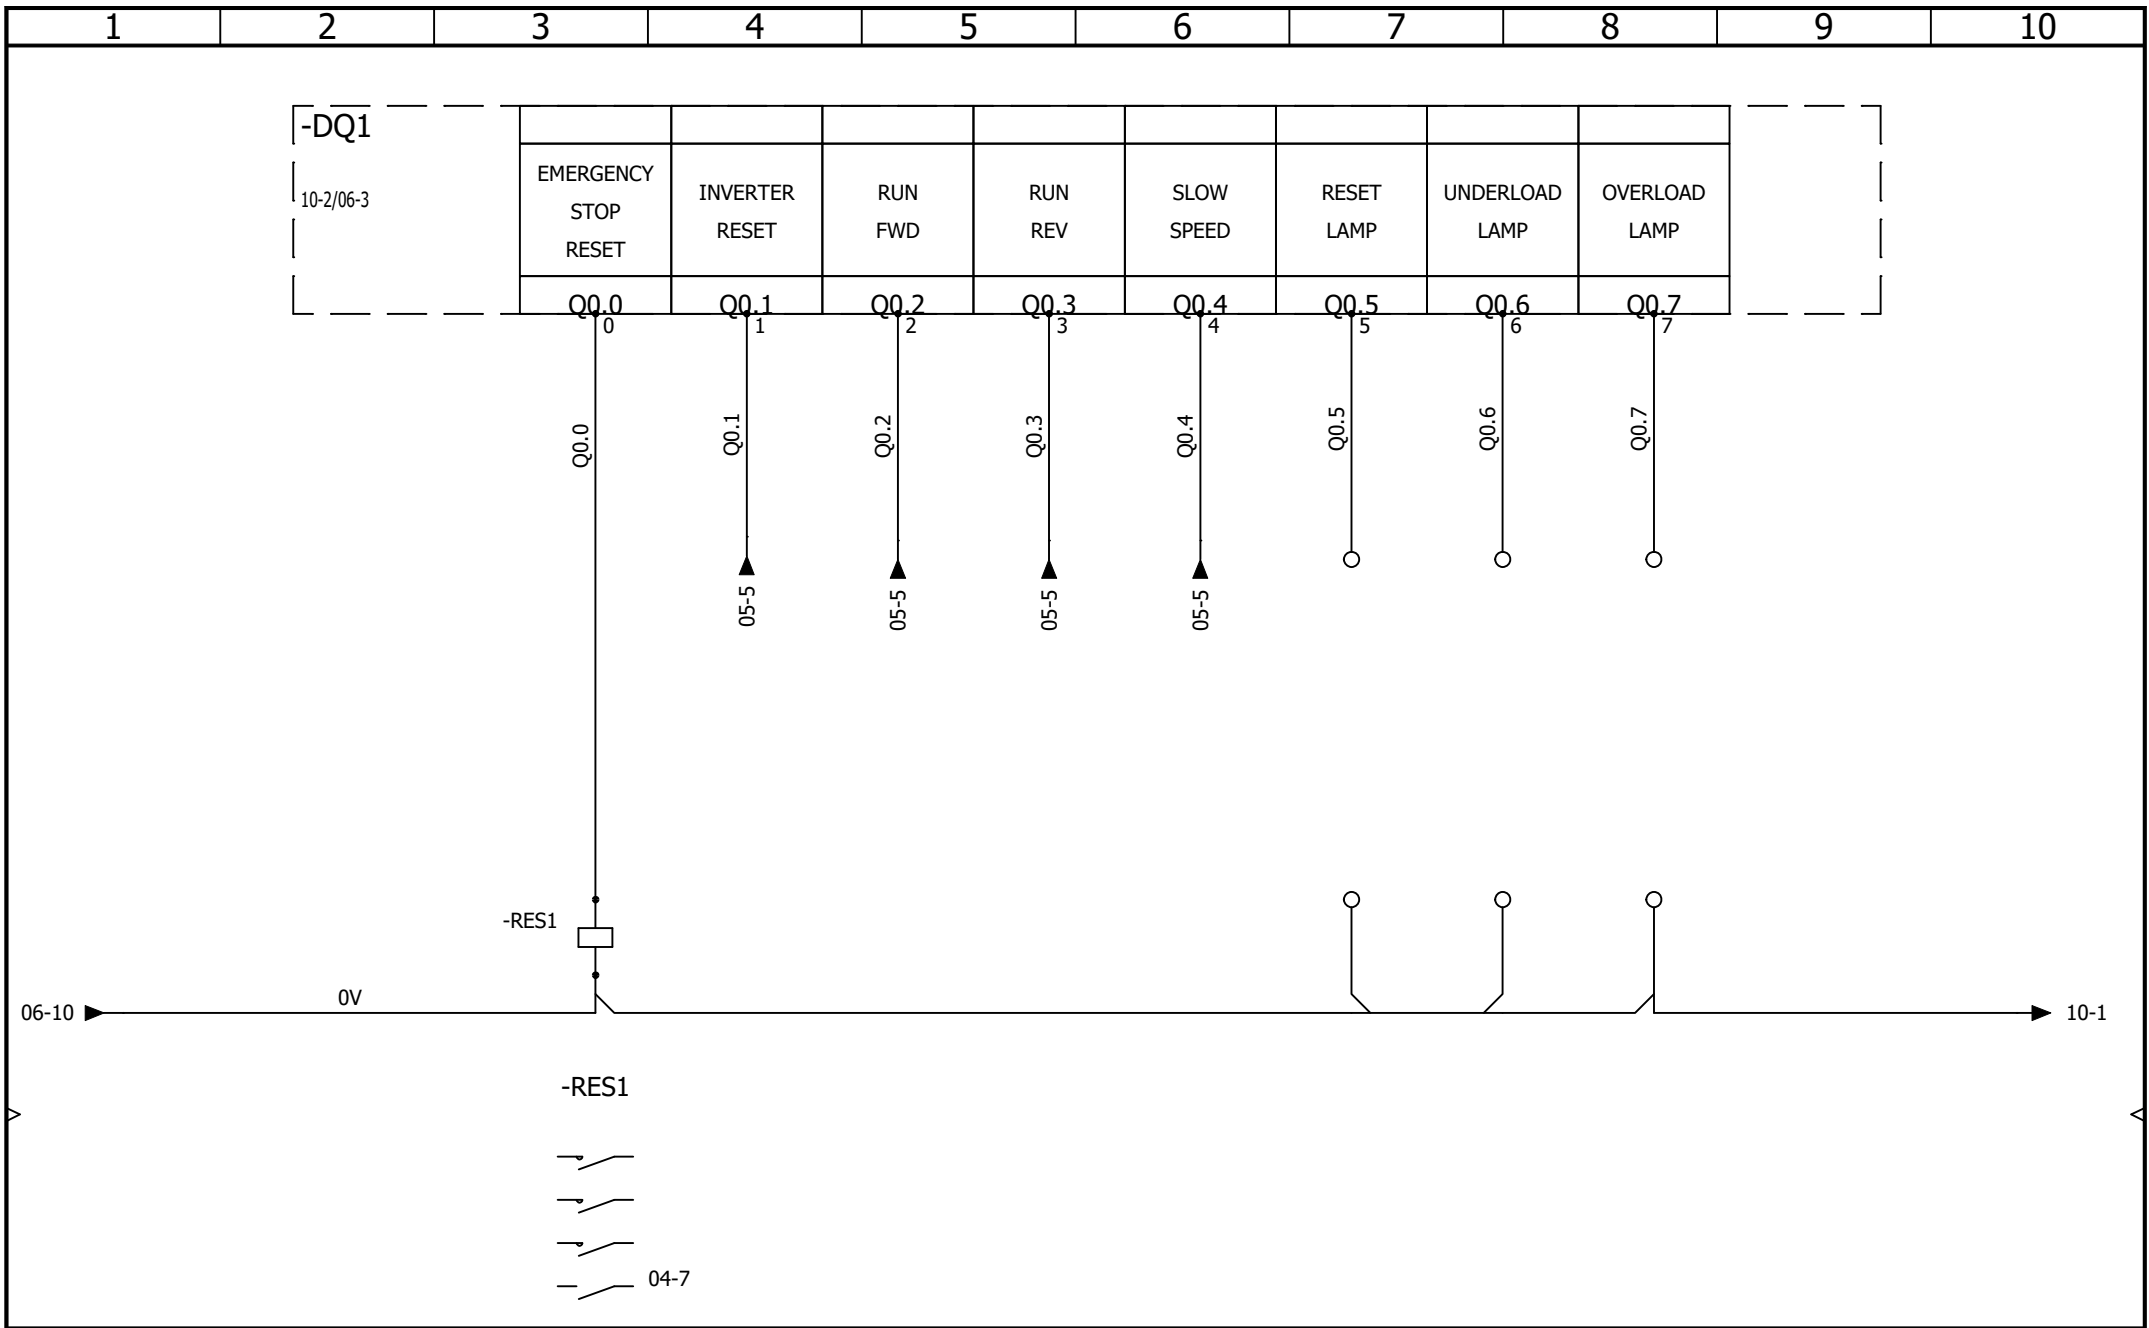 1 2 3 4 5 6 7 8 9 10
-DQ1
10-2/06-3
EMERGENCY
STOP
RESET
INVERTER
RESET
RUN
FWD
RUN
REV
SLOW
SPEED
RESET
LAMP
UNDERLOAD
LAMP
OVERLOAD
LAMP
Q0.0 Q0.1 Q0.2 Q0.3 Q0.4 Q0.5 Q0.6 Q0.7
0 1 2 3 4 5 6 7
Q0.0
Q0.1
Q0.2
Q0.3
Q0.4
Q0.5
Q0.6
Q0.7
05-5
05-5
05-5
05-5
-RES1
0V
06-10
10-1
-RES1
04-7